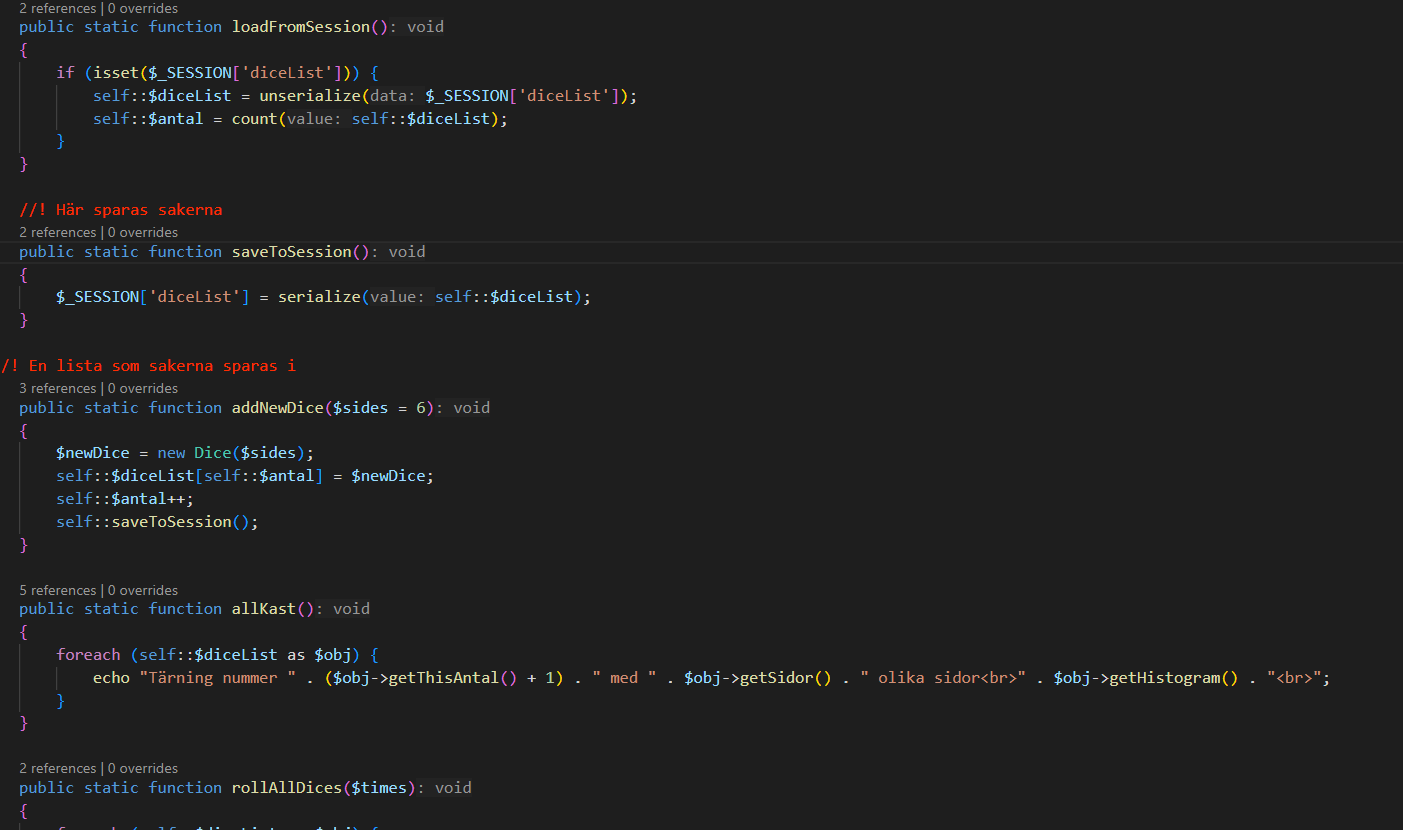 2 references | 0 overrides
public static function loadFromSession(): void
{
if (isset($_SESSION['diceList'])) {
self::$diceList = unserialize(data: $_SESSION['diceList']);
self::$antal = count(value: self::$diceList);
}
}
//! Här sparas sakerna
2 references | 0 overrides
public static function saveToSession(): void
{
$_SESSION['diceList'] = serialize(value: self::$diceList);
}
/! En lista som sakerna sparas i
3 references | 0 overrides
public static function addNewDice($sides = 6): void
{
$newDice = new Dice($sides);
self::$diceList[self::$antal] = $newDice;
self::$antal++;
self::saveToSession();
}
5 references | 0 overrides
public static function allKast(): void
{
foreach (self::$diceList as $obj) {
echo "Tärning nummer " . ($obj->getThisAntal() + 1) . " med " . $obj->getSidor() . " olika sidor<br>" . $obj->getHistogram() . "<br>";
}
}
2 references | 0 overrides
public static function rollAllDices($times): void
{